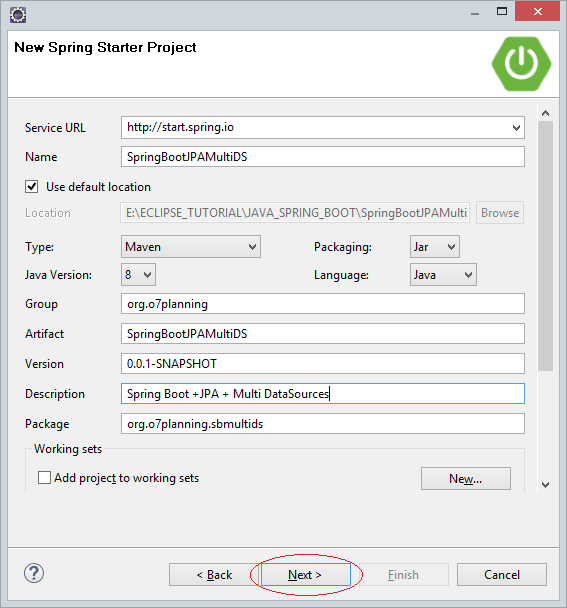 New Spring Starter Project
Service URL http://start.spring.io
Name SpringBootJPAMultiDS
Use default location
Location E:\ECLIPSE_TUTORIAL\JAVA_SPRING_BOOT\SpringBootJPAMulti Browse
Type: Maven Packaging: Jar
Java Version: 8 Language: Java
Group org.o7planning
Artifact SpringBootJPAMultiDS
Version 0.0.1-SNAPSHOT
Description Spring Boot +JPA + Multi DataSources
Package org.o7planning.sbmultids
Working sets
Add project to working sets New...
? < Back Next > Finish Cancel